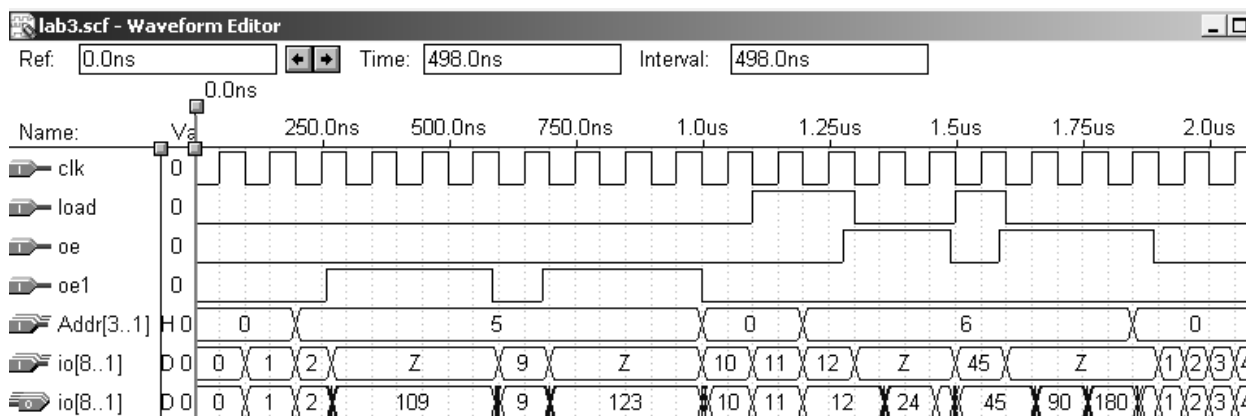 lab3.scf - Waveform Editor
Ref: 0.0ns Time: 498.0ns Interval: 498.0ns
0.0ns
Name: Va 250.0ns 500.0ns 750.0ns 1.0us 1.25us 1.5us 1.75us 2.0us
clk 0
load 0
oe 0
oe1 0
Addr[3..1] H 0 0 5 0 6 0
io[8..1] D 0 0 1 2 Z 9 Z 10 11 12 Z 45 Z 1 2 3 4
io[8..1] D 0 0 1 2 109 9 123 10 11 12 24 45 90 180 1 2 3 4